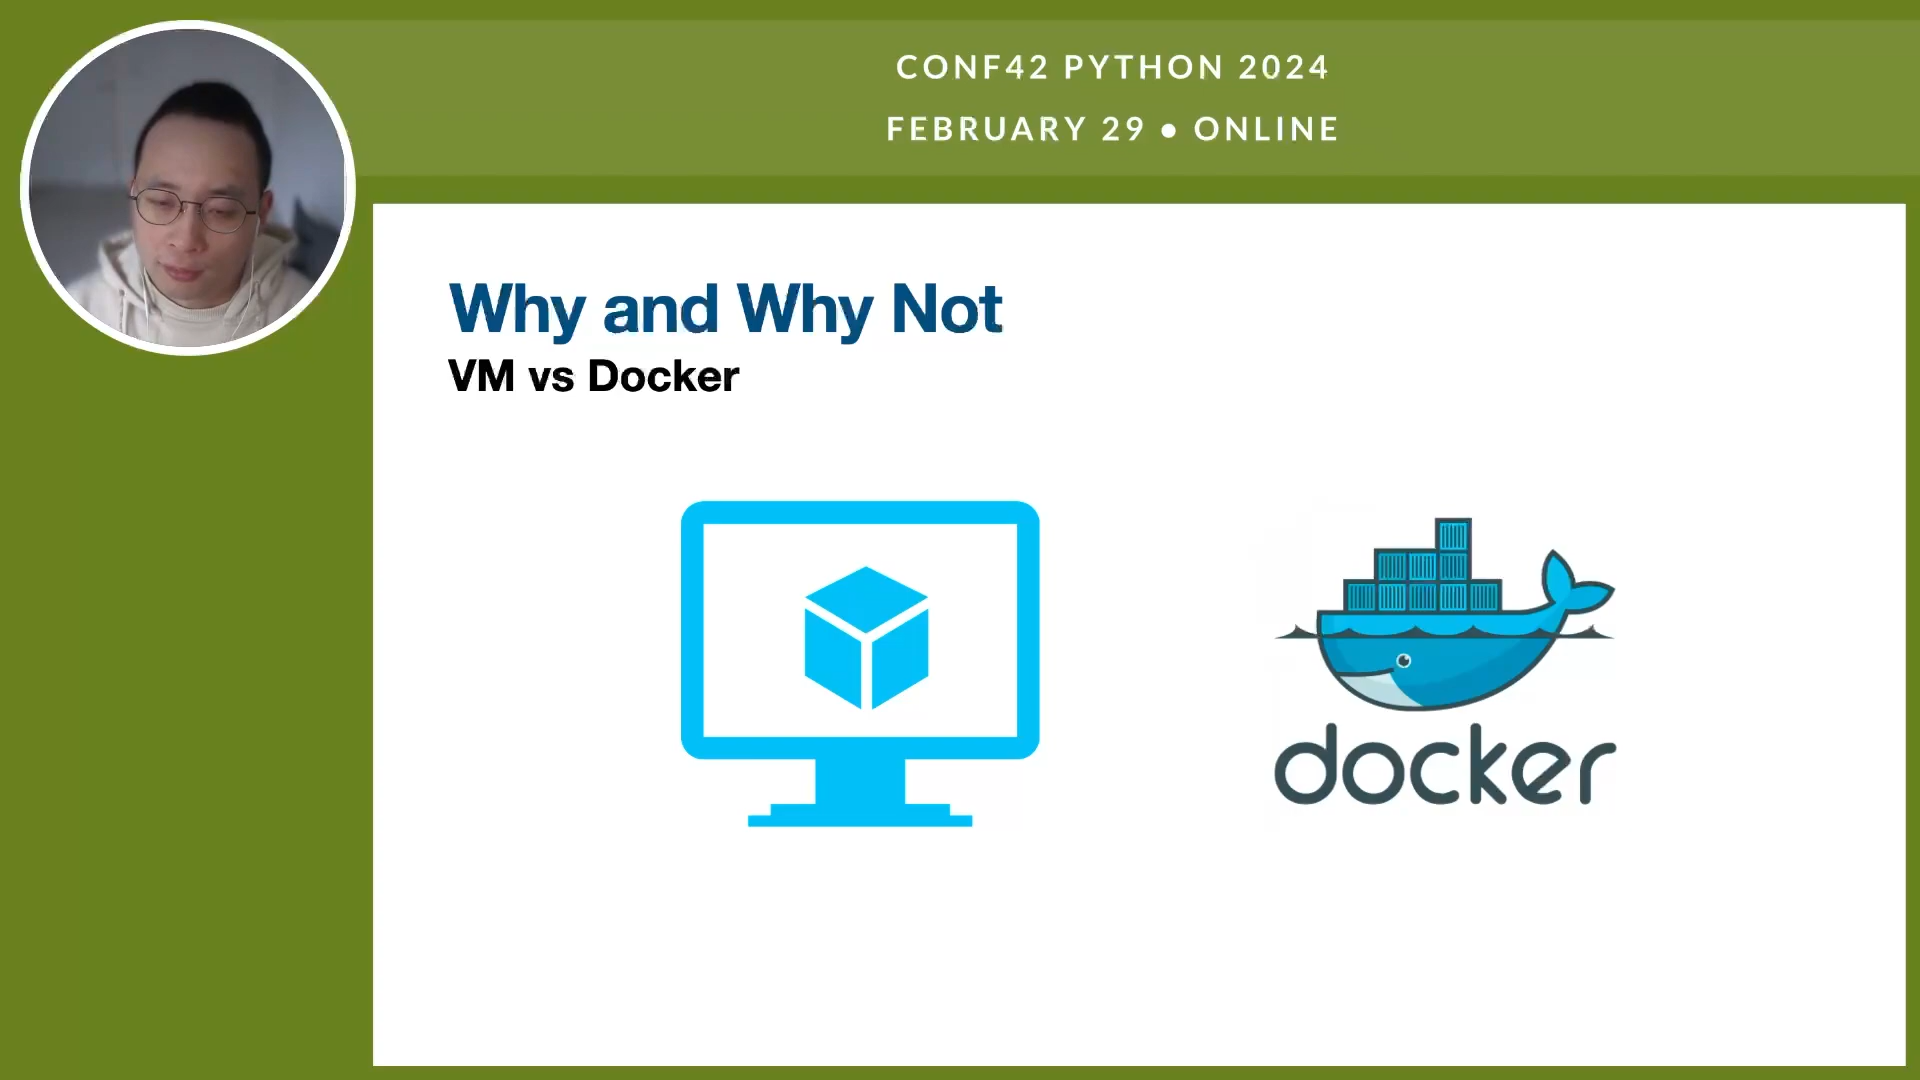 CONF42 PYTHON 2024
FEBRUARY 29 • ONLINE
Why and Why Not
VM vs Docker
docker